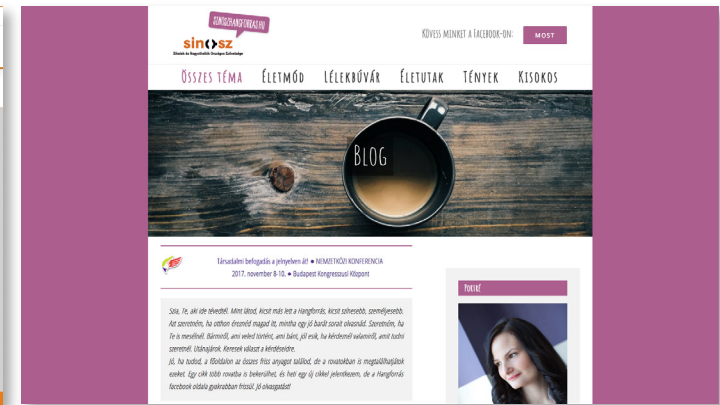 SINOSZHANGFORRAS.HU
sin<>sz
Siketek és Nagyothallók Országos Szövetsége
Kövess minket a Facebook-on:
MOST
Összes téma Életmód Lélekbúvár Életutak Tények Kisokos
Blog
Társadalmi befogadás a jelnyelven át! ● NEMZETKÖZI KONFERENCIA
2017. november 8-10. ● Budapest Kongresszusi Központ
Portré
Szia, Te, aki ide tévedtél. Mint látod, kicsit más lett a Hangforrás, kicsit színesebb, személyesebb.
Azt szeretném, ha otthon éreznéd magad itt, mintha egy jó barát sorait olvasnád. Szeretném, ha
Te is mesélnél. Bármiről, ami veled történt, ami bánt, jól esik, ha kérdeznél valamiről, amit tudni
szeretnél. Utánajárok. Keresek választ a kérdéseidre.
Jó, ha tudod, a főoldalon az összes friss anyagot találod, de a rovatokban is megtalálhatjátok
ezeket. Egy cikk több rovatba is bekerülhet, és heti egy új cikkel jelentkezem, de a Hangforrás
facebook oldala gyakrabban frissül. Jó olvasgatást!